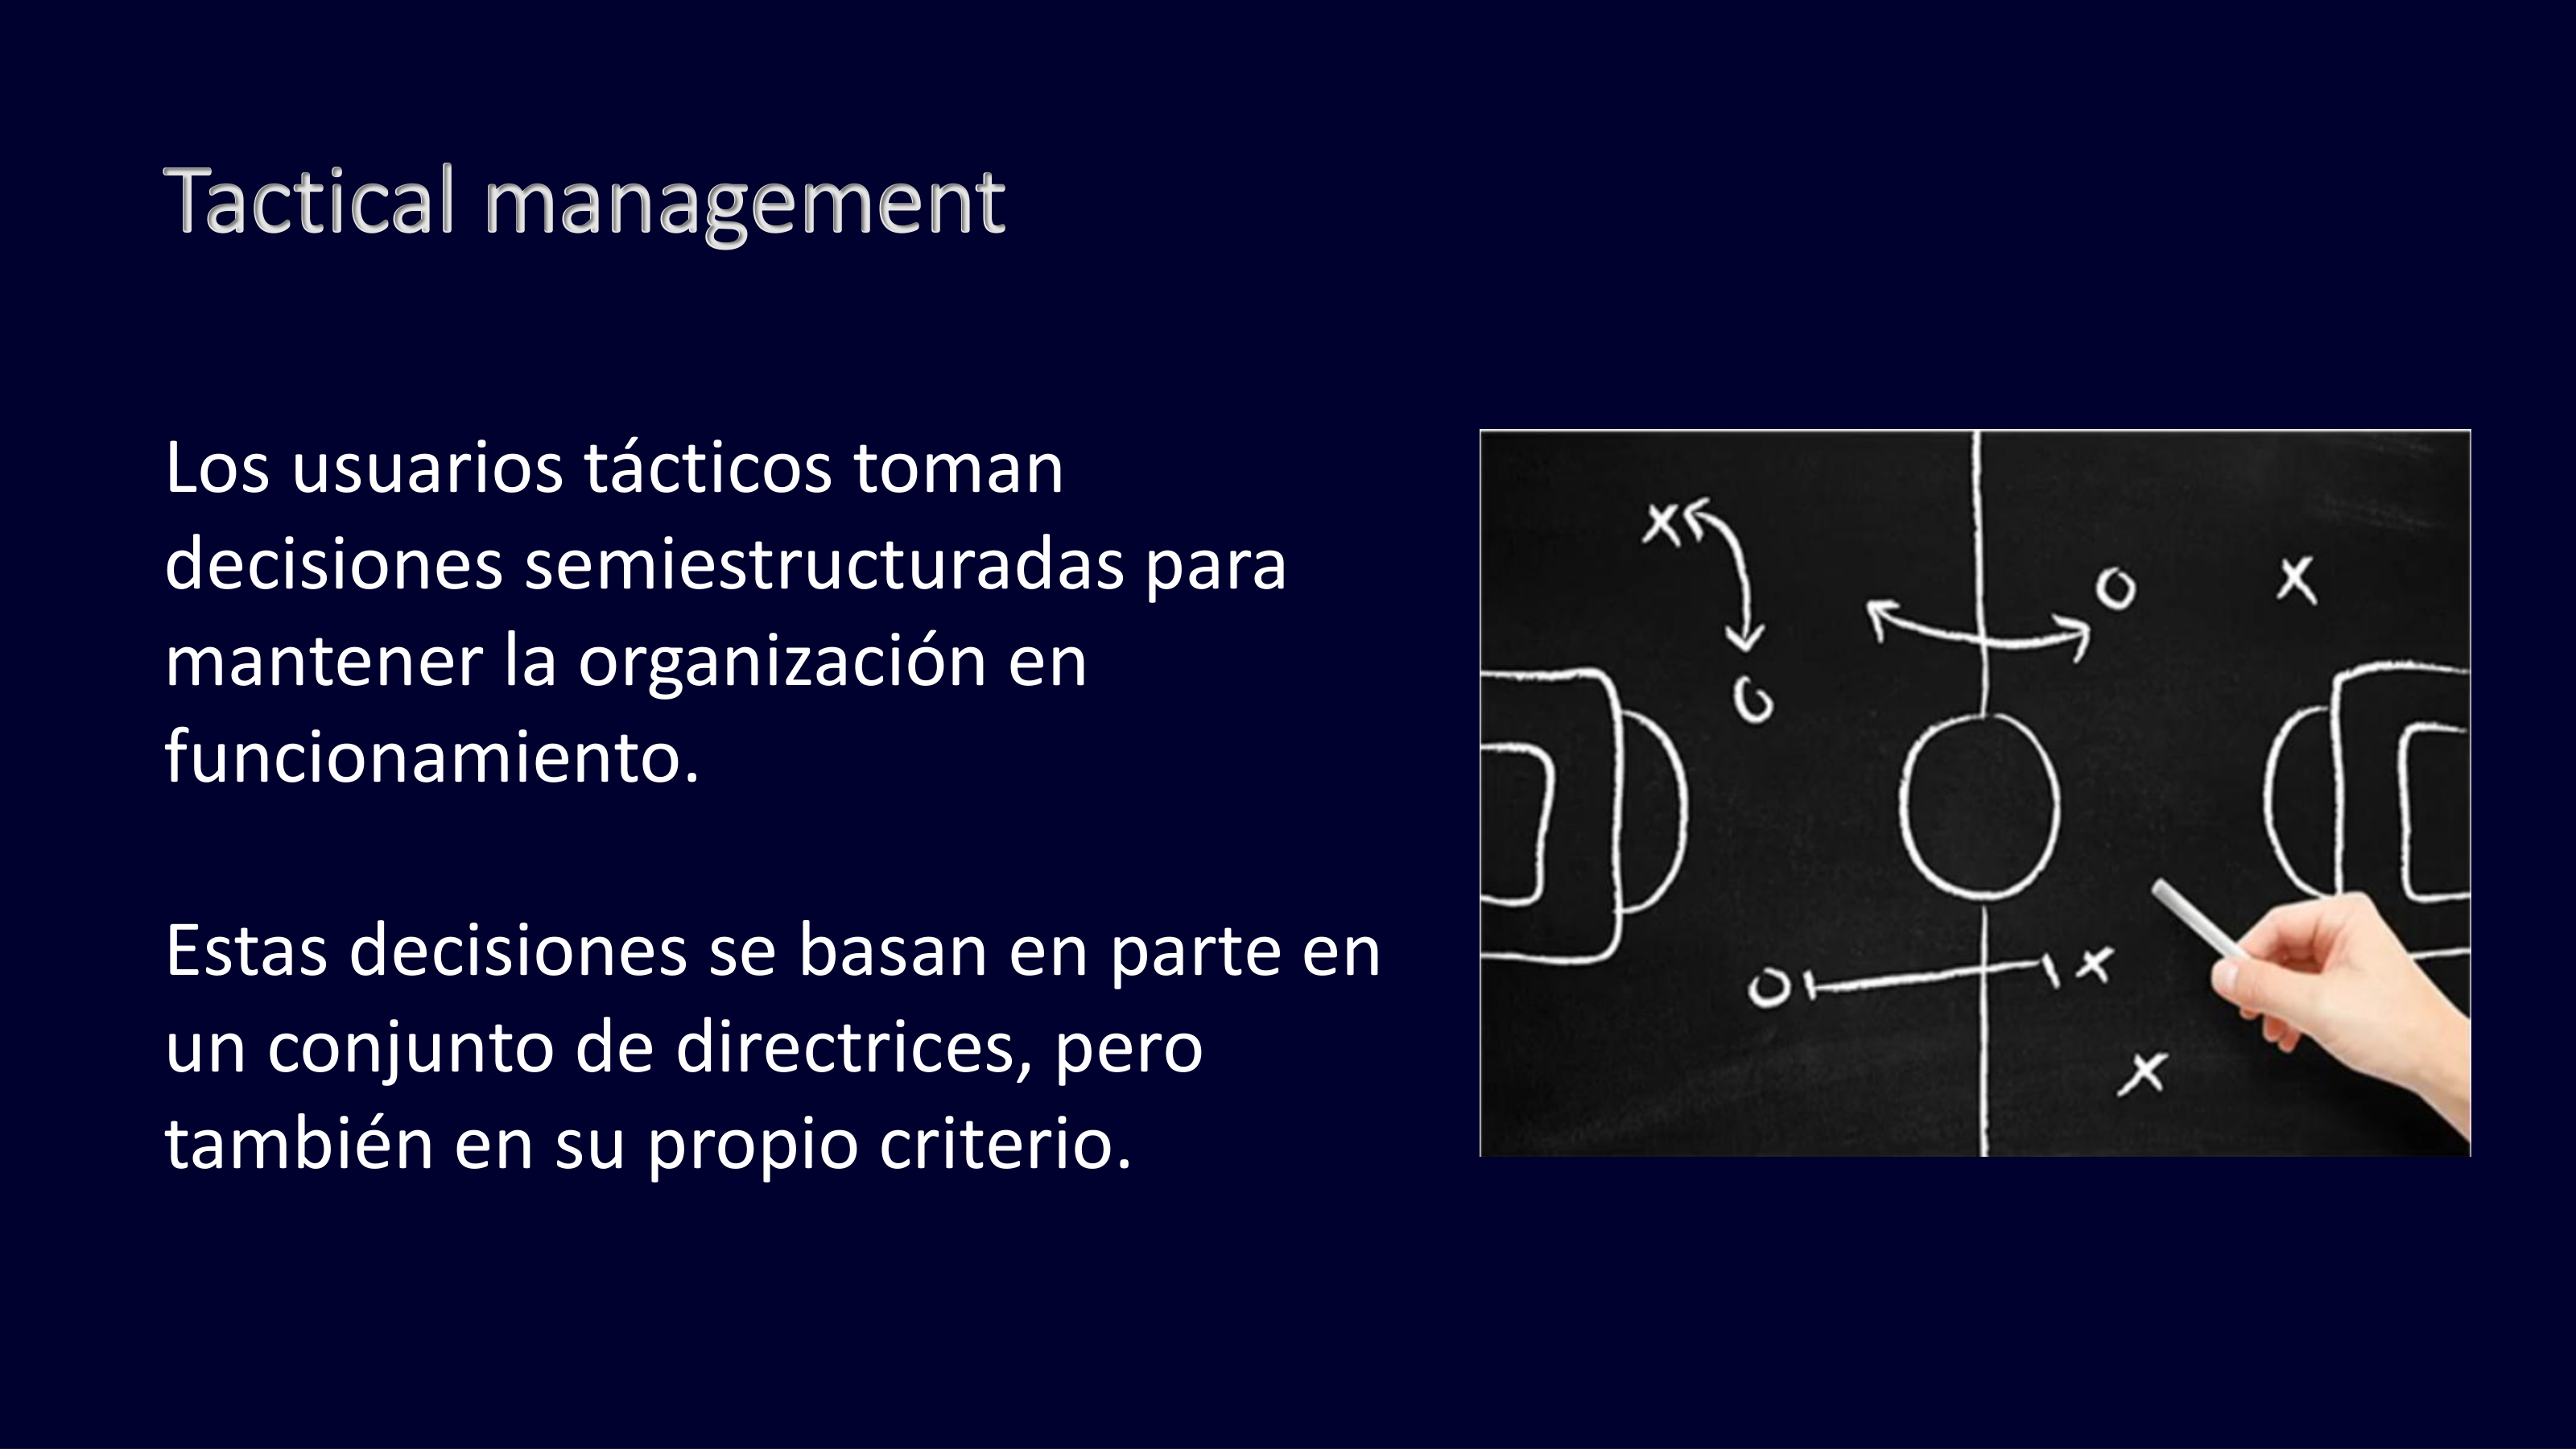 Tactical management
Los usuarios tácticos toman
decisiones semiestructuradas para
mantener la organización en
funcionamiento.
Estas decisiones se basan en parte en
un conjunto de directrices, pero
también en su propio criterio.
X
O
X
O
O
X
X